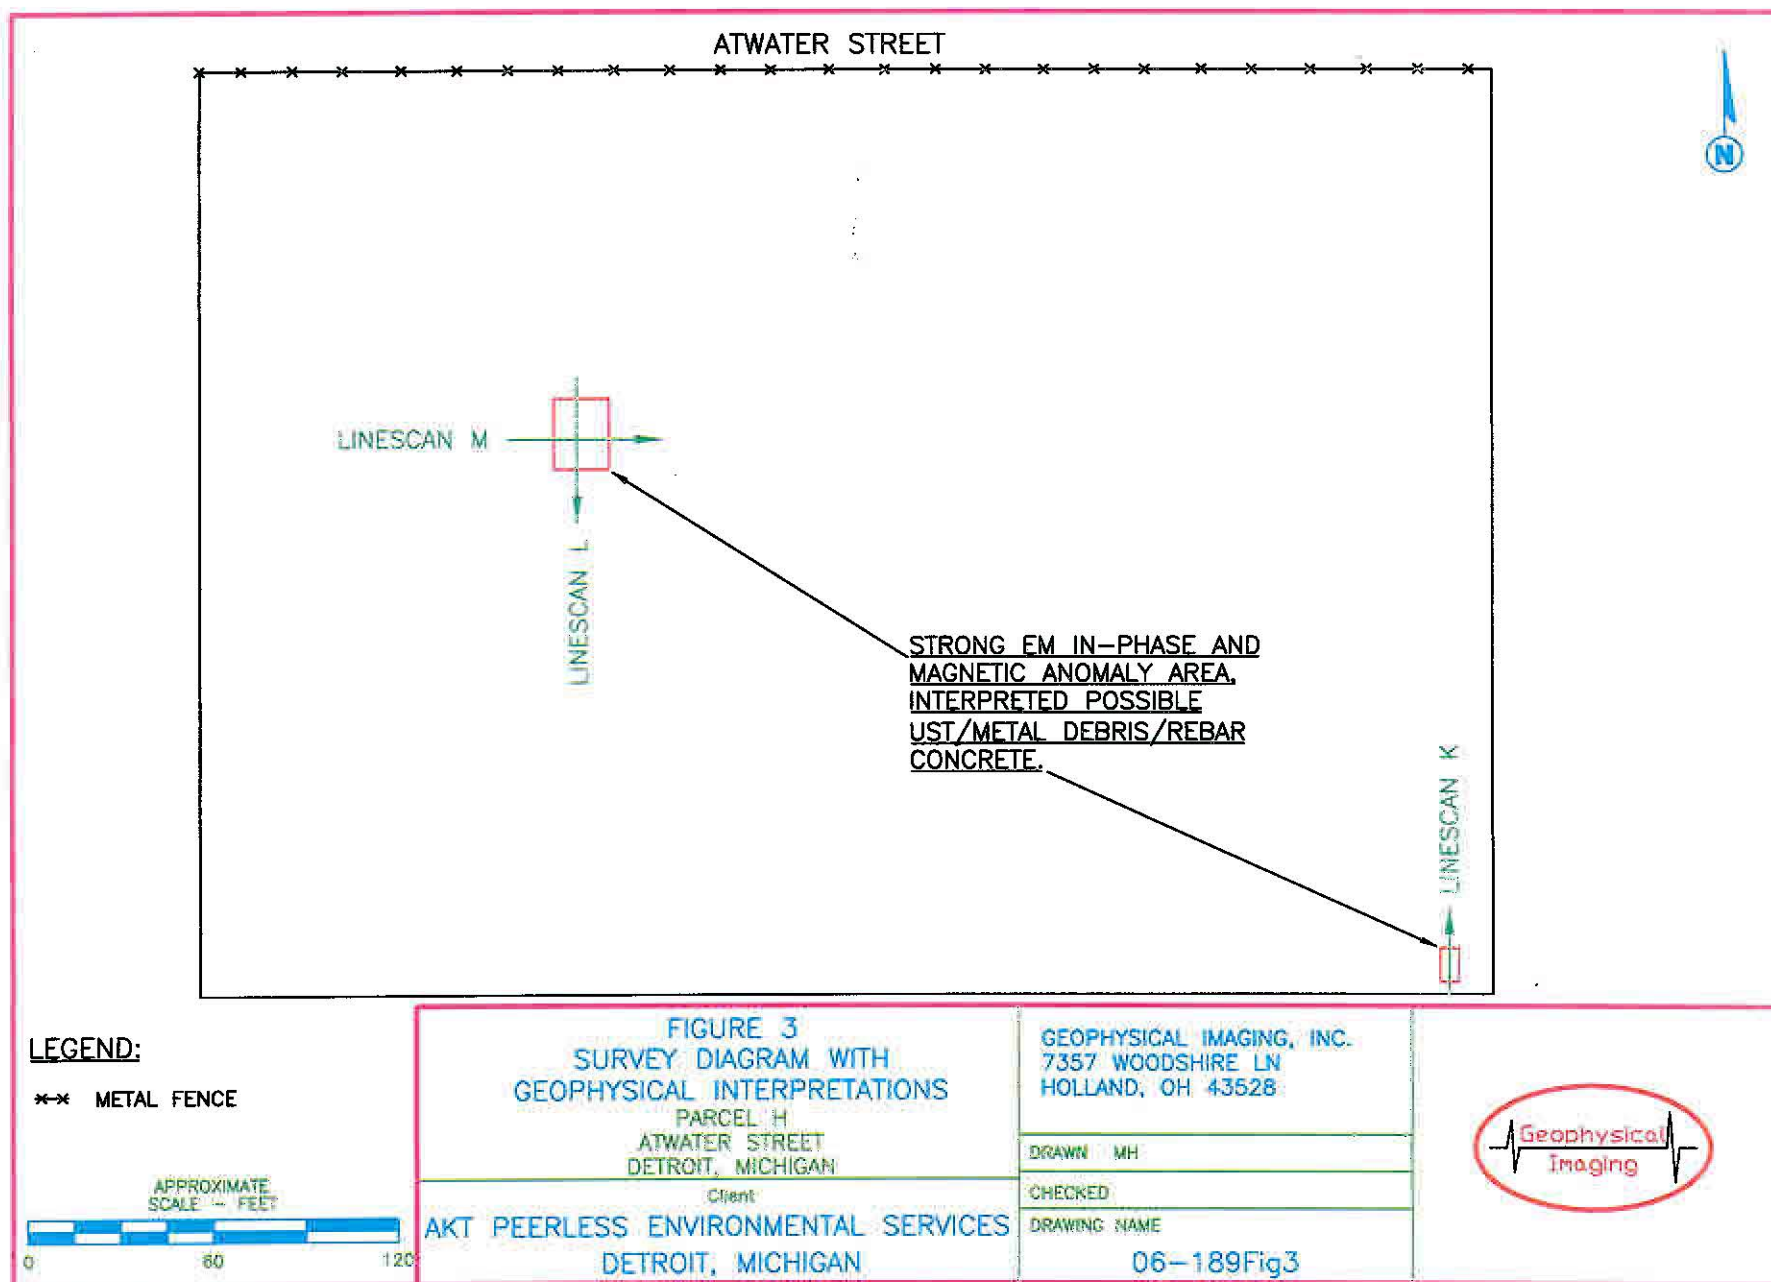 ATWATER STREET
N
LINESCAN M
LINESCAN L
STRONG EM IN-PHASE AND
MAGNETIC ANOMALY AREA,
INTERPRETED POSSIBLE
UST/METAL DEBRIS/REBAR
CONCRETE.
LINESCAN K
LEGEND:
METAL FENCE
APPROXIMATE
SCALE - FEET
0 60 120
FIGURE 3
SURVEY DIAGRAM WITH
GEOPHYSICAL INTERPRETATIONS
PARCEL H
ATWATER STREET
DETROIT, MICHIGAN
Client
AKT PEERLESS ENVIRONMENTAL SERVICES
DETROIT, MICHIGAN
GEOPHYSICAL IMAGING, INC.
7357 WOODSHIRE LN
HOLLAND, OH 43528
DRAWN MH
CHECKED
DRAWING NAME
06-189Fig3
Geophysical
Imaging